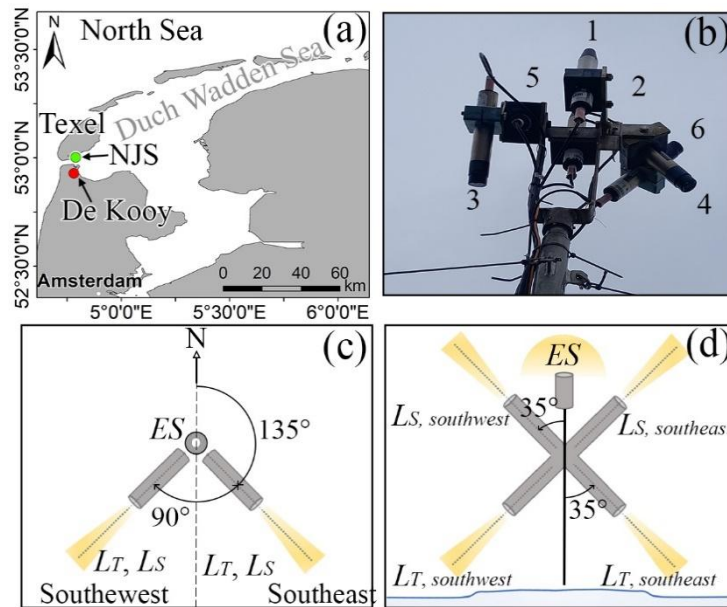 (a)
N
North Sea
Duch Wadden Sea
Texel
NJS
De Kooy
Amsterdam
0 20 40 60
km
53°30'0"N
53°0'0"N
52°30'0"N
5°0'0"E
5°30'0"E
6°0'0"E
(b)
1
2
5
6
3
4
(c)
N
ES
135°
90°
LT, LS
LT, LS
Southewest
Southeast
(d)
ES
35°
LS, southwest
LS, southeast
35°
LT, southwest
LT, southeast